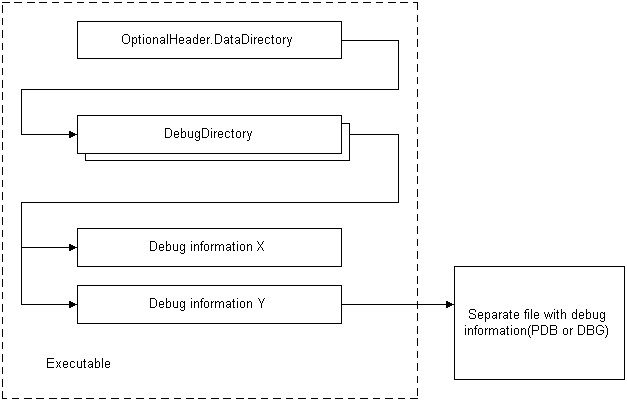 OptionalHeader.DataDirectory
DebugDirectory
Debug information X
Debug information Y
Separate file with debug
information(PDB or DBG)
Executable